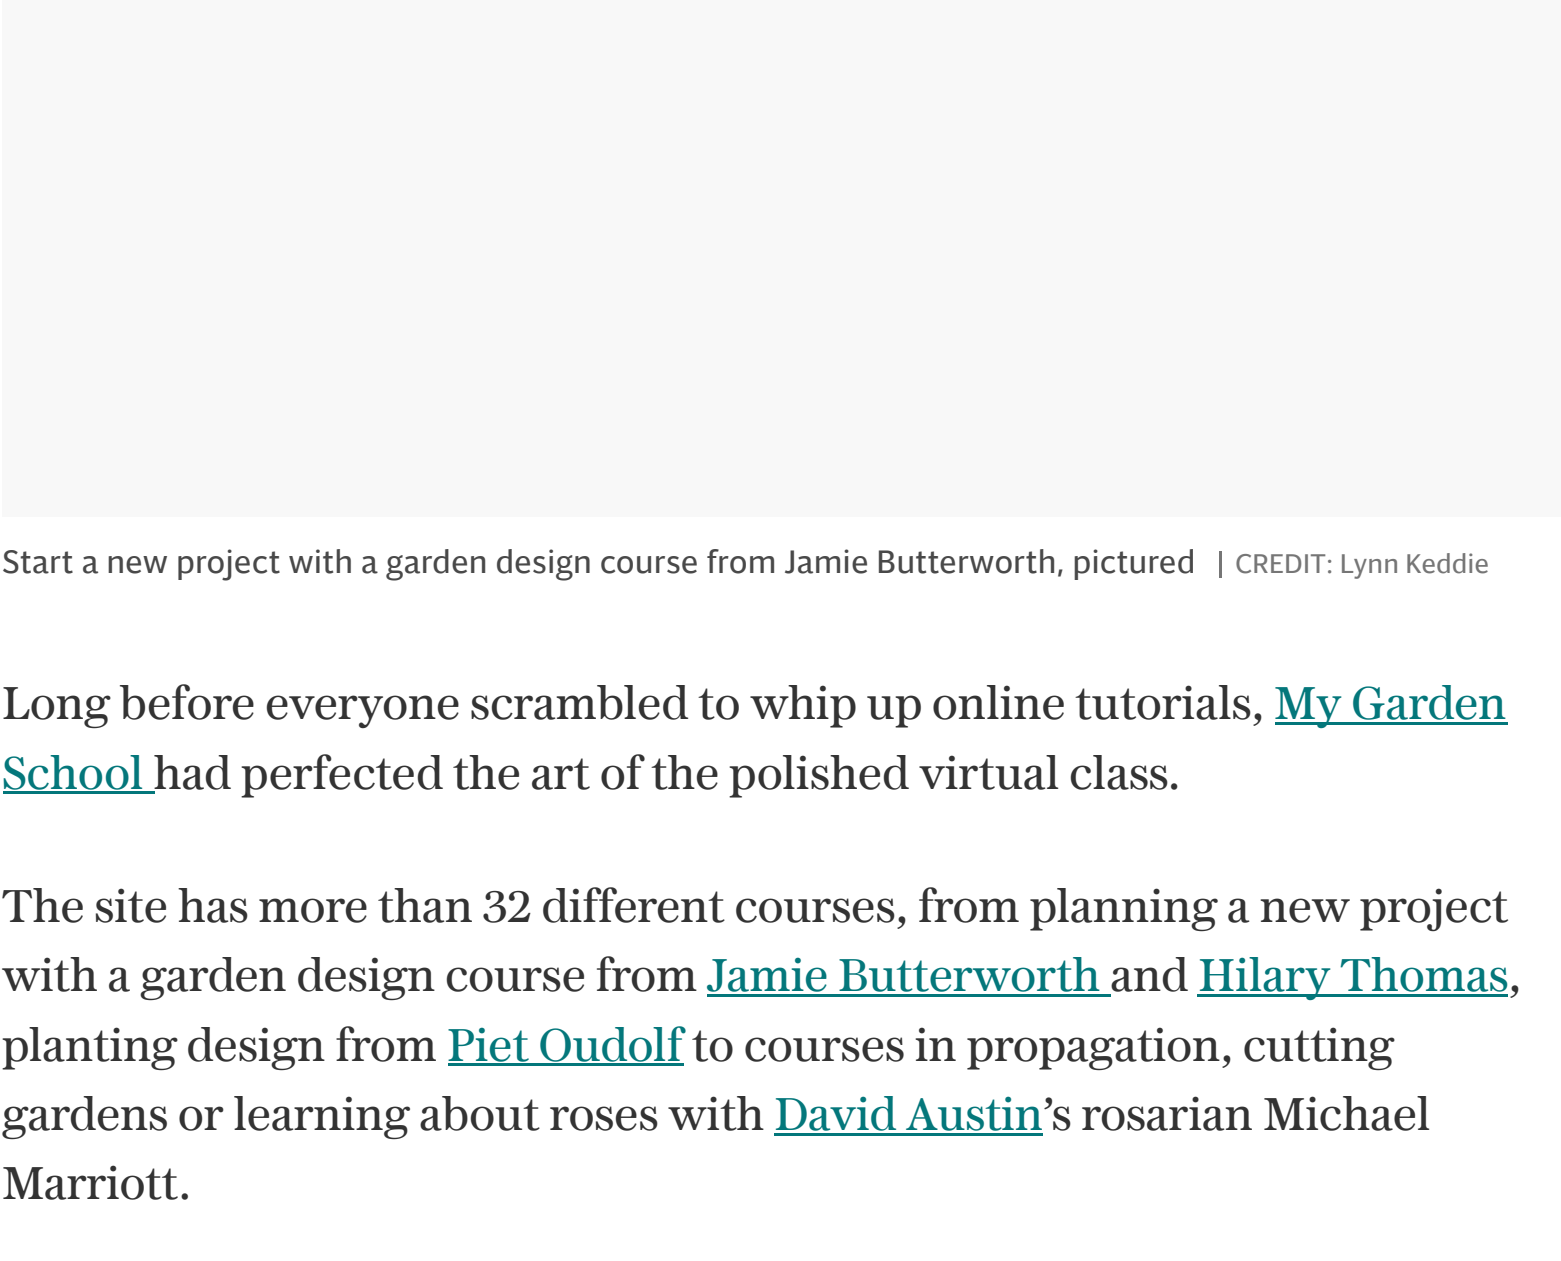 Start a new project with a garden design course from Jamie Butterworth, pictured | CREDIT: Lynn Keddie
Long before everyone scrambled to whip up online tutorials, My Garden
School had perfected the art of the polished virtual class.
The site has more than 32 different courses, from planning a new project
with a garden design course from Jamie Butterworth and Hilary Thomas,
planting design from Piet Oudolf to courses in propagation, cutting
gardens or learning about roses with David Austin’s rosarian Michael
Marriott.